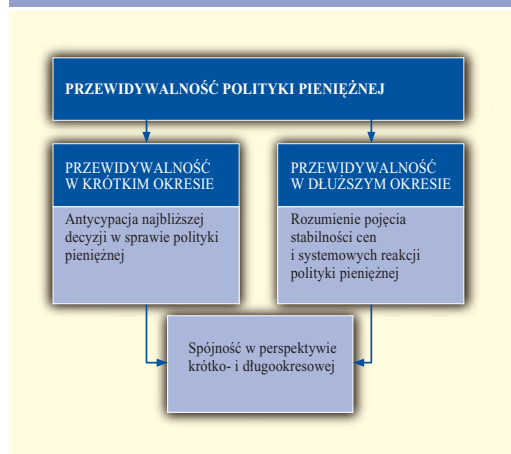 PRZEWIDYWALNOŚĆ POLITYKI PIENIĘŻNEJ
PRZEWIDYWALNOŚĆ
W KRÓTKIM OKRESIE
Antycypacja najbliższej
decyzji w sprawie polityki
pieniężnej
PRZEWIDYWALNOŚĆ
W DŁUŻSZYM OKRESIE
Rozumienie pojęcia
stabilności cen
i systemowych reakcji
polityki pieniężnej
Spójność w perspektywie
krótko- i długookresowej